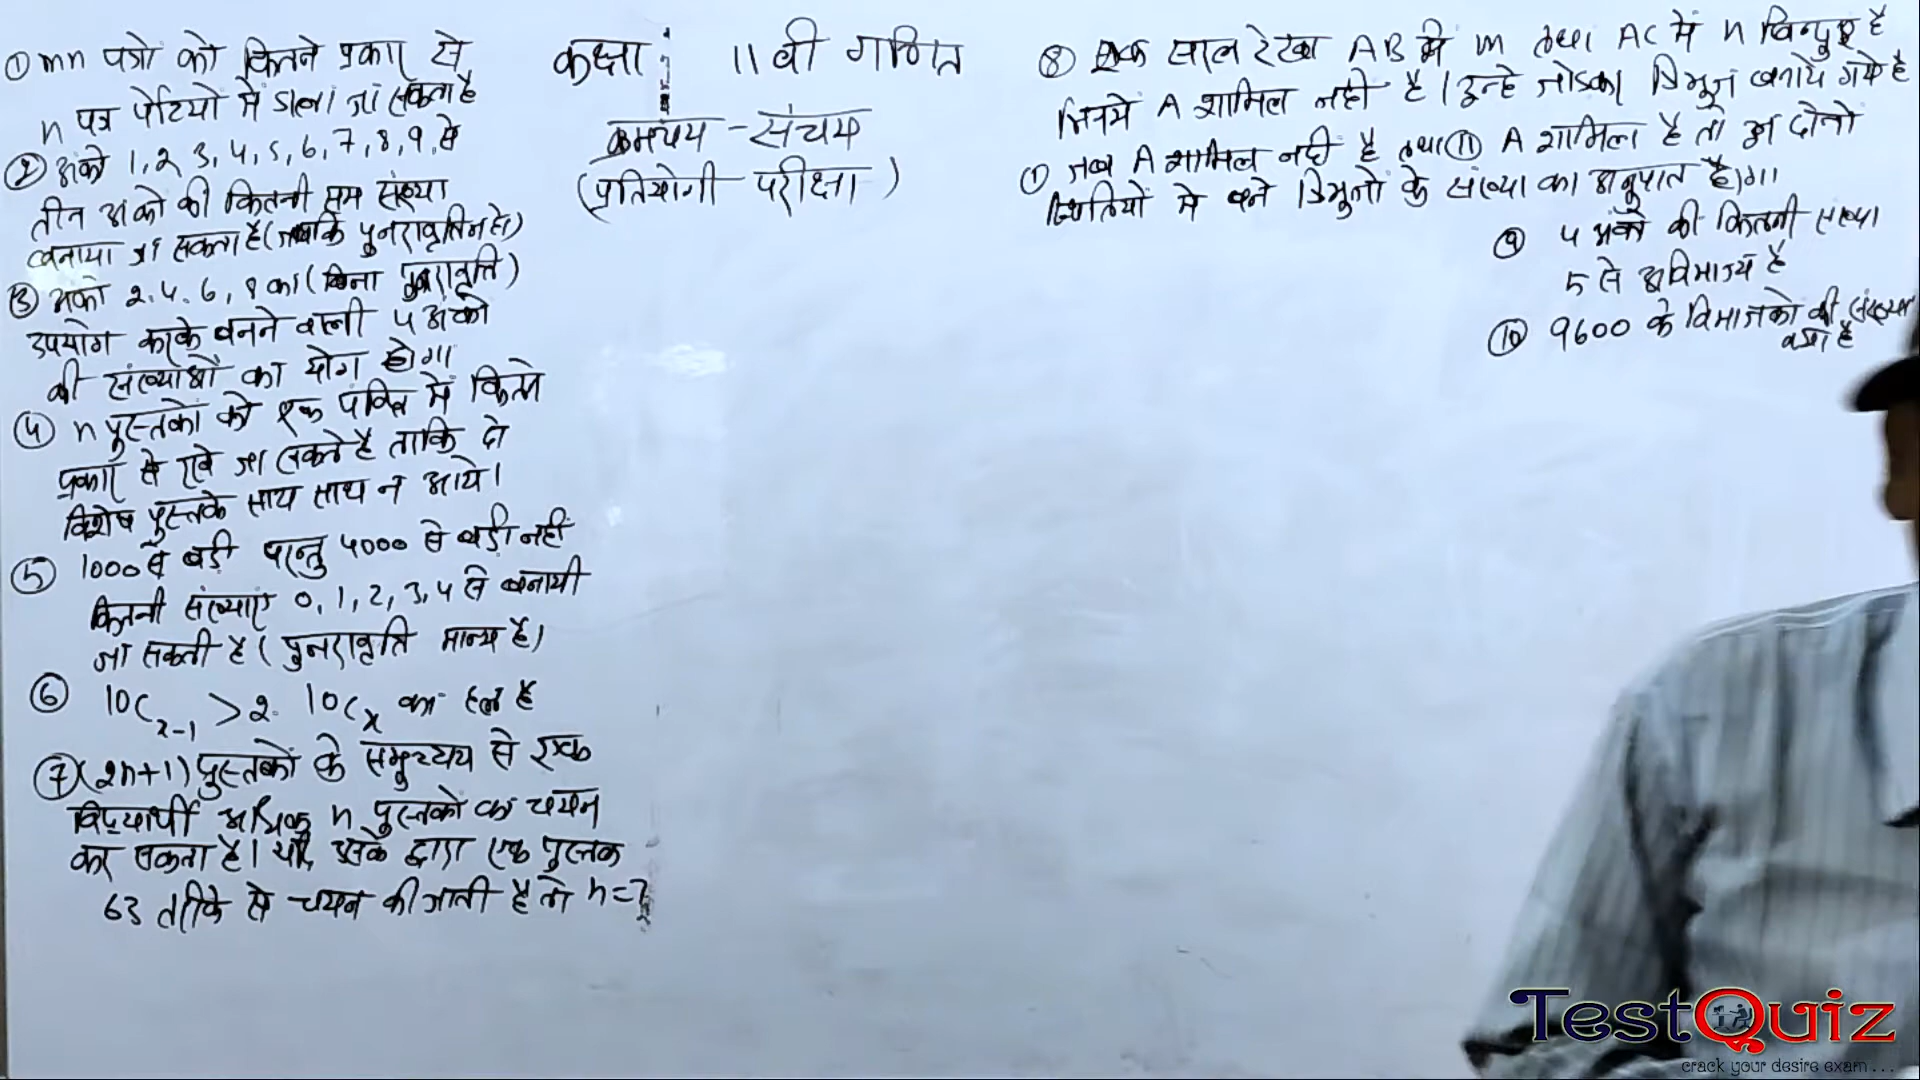 ① mn पत्रो को कितने प्रकार से
n पत्र पेटियो में डाला जा सकता है
② अंको 1, 2 3, 4, 5, 6, 7, 8, 9 से
तीन अंको की कितनी सम संख्या
बनाया जा सकता है (जबकि पुनरावृति न हो)
③ अंको 2. 4. 6, 8 का (बिना पुनरावृत्ति)
उपयोग करके बनने वाली 4 अंको
की संख्याओं का योग होगा
④ n पुस्तको को एक पंक्ति में कितने
प्रकार से रखे जा सकते है ताकि दो
विशेष पुस्तके साथ साथ न आये।
⑤ 1000 से बड़ी परन्तु 4000 से बड़ी नहीं
कितनी संख्याएं 0, 1, 2, 3, 4 से बनायी
जा सकती है ( पुनरावृति मान्य है)
⑥ 10C x-1 > 2. 10C x का हल है
⑦ (2n+1) पुस्तकों के समुच्चय से एक
विद्यार्थी n पुस्तको का चयन
कर सकता है। यदि उसके द्वारा एक पुस्तक
63 तरीके से चयन की जाती है तो n = ?
कक्षा : 11 वी गणित
क्रमचय - संचय
(प्रतियोगी परीक्षा )
⑧ एक सरल रेखा AB में m तथा AC में n बिन्दु है
जिनमे A शामिल नही है। इन्हे जोड़कर त्रिभुज बनाये गये है
① जब A शामिल नही है तथा ⑪ A शामिल है तो इन दोनो
स्थितियों मे बने त्रिभुजो के संख्या का अनुपात होगा
⑨ 4 अंको की कितनी संख्या
5 से अविभाज्य है
⑩ 9600 के विभाजको की संख्या
क्या है
TestQuiz
crack your desire exam ...